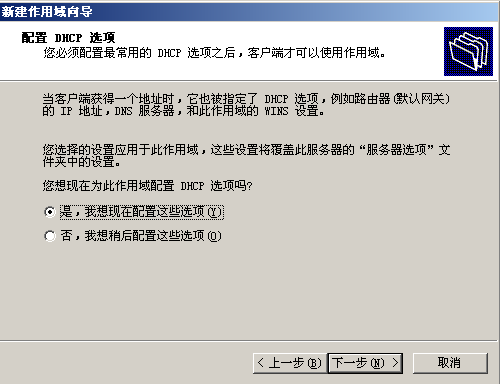 新建作用域向导
配置 DHCP 选项
您必须配置最常用的 DHCP 选项之后，客户端才可以使用作用域。
当客户端获得一个地址时，它也被指定了 DHCP 选项，例如路由器(默认网关)
的 IP 地址，DNS 服务器，和此作用域的 WINS 设置。
您选择的设置应用于此作用域，这些设置将覆盖此服务器的“服务器选项”文
件夹中的设置。
您想现在为此作用域配置 DHCP 选项吗?
是，我想现在配置这些选项(Y)
否，我想稍后配置这些选项(O)
< 上一步(B) 下一步(N) > 取消